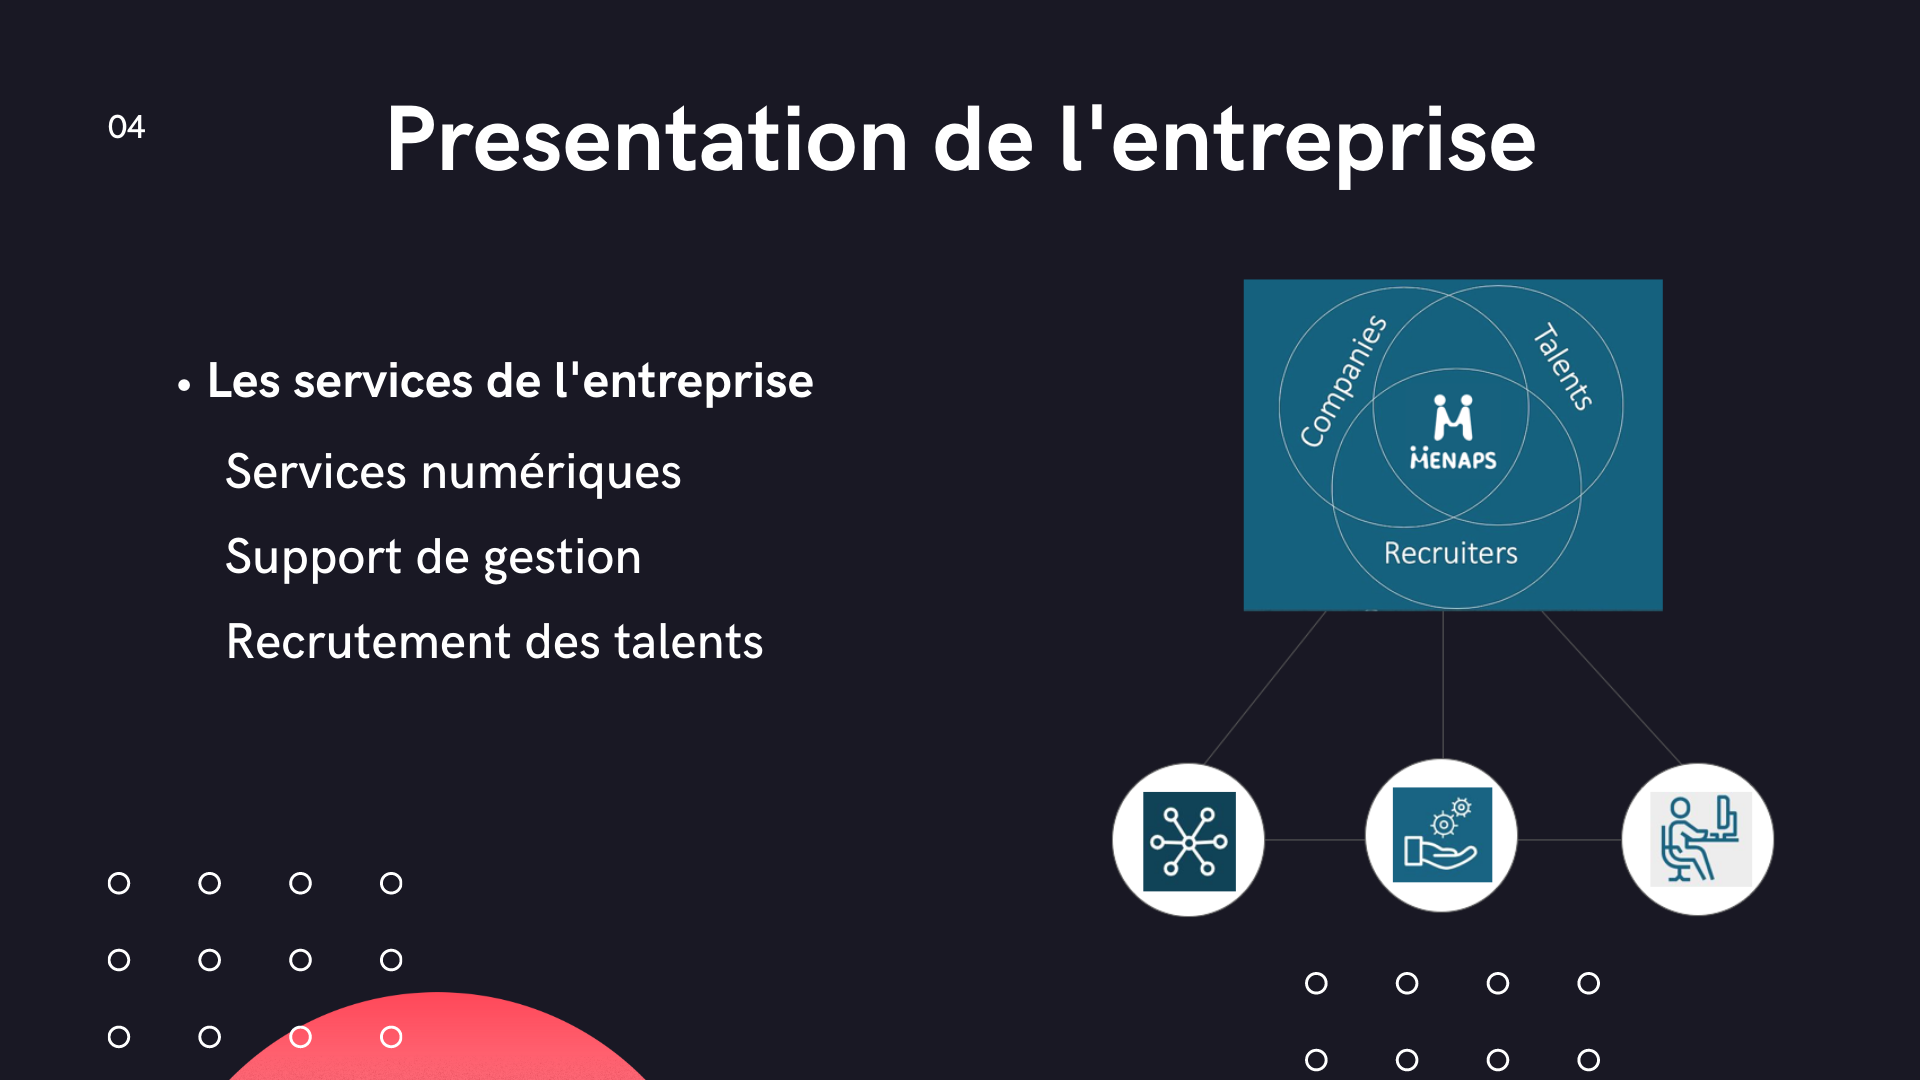 04
Presentation de l'entreprise
• Les services de l'entreprise
Services numériques
Support de gestion
Recrutement des talents
Companies
Talents
MENAPS
Recruiters